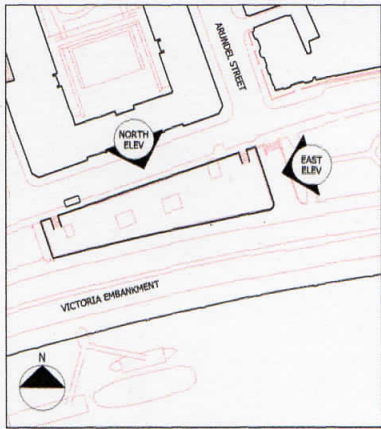 ARUNDEL STREET
NORTH
ELEV
EAST
ELEV
VICTORIA EMBANKMENT
N